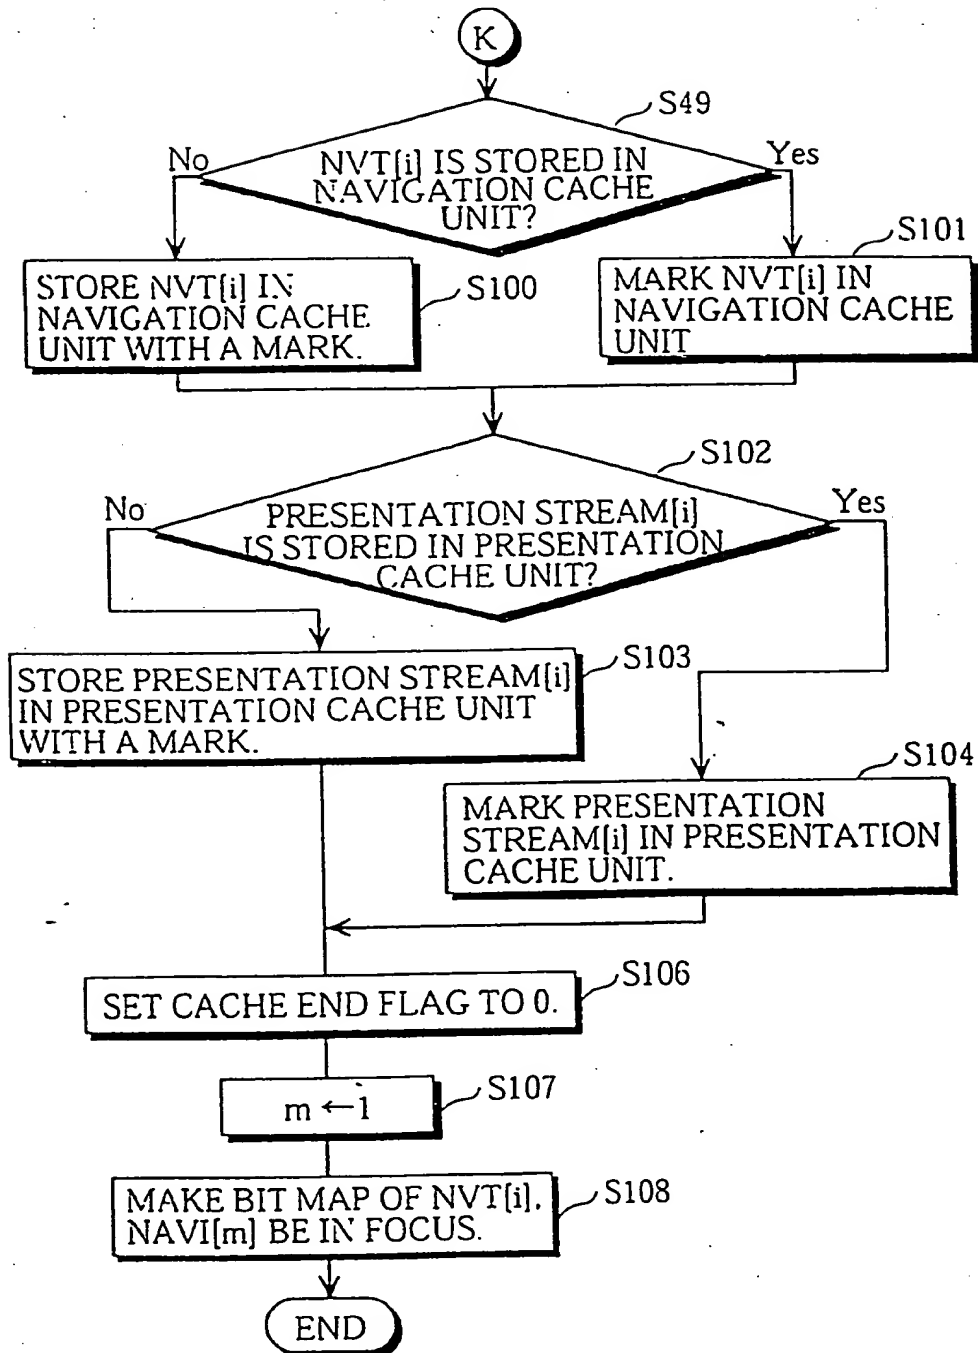 K
S49
No
NVT[i] IS STORED IN
NAVIGATION CACHE
UNIT?
Yes
S101
STORE NVT[i] IN
NAVIGATION CACHE
UNIT WITH A MARK.
S100
MARK NVT[i] IN
NAVIGATION CACHE
UNIT
S102
No
PRESENTATION STREAM[i]
IS STORED IN PRESENTATION
CACHE UNIT?
Yes
S103
STORE PRESENTATION STREAM[i]
IN PRESENTATION CACHE UNIT
WITH A MARK.
S104
MARK PRESENTATION
STREAM[i] IN PRESENTATION
CACHE UNIT.
S106
SET CACHE END FLAG TO 0.
S107
m ← 1
S108
MAKE BIT MAP OF NVT[i].
NAVI[m] BE IN FOCUS.
END